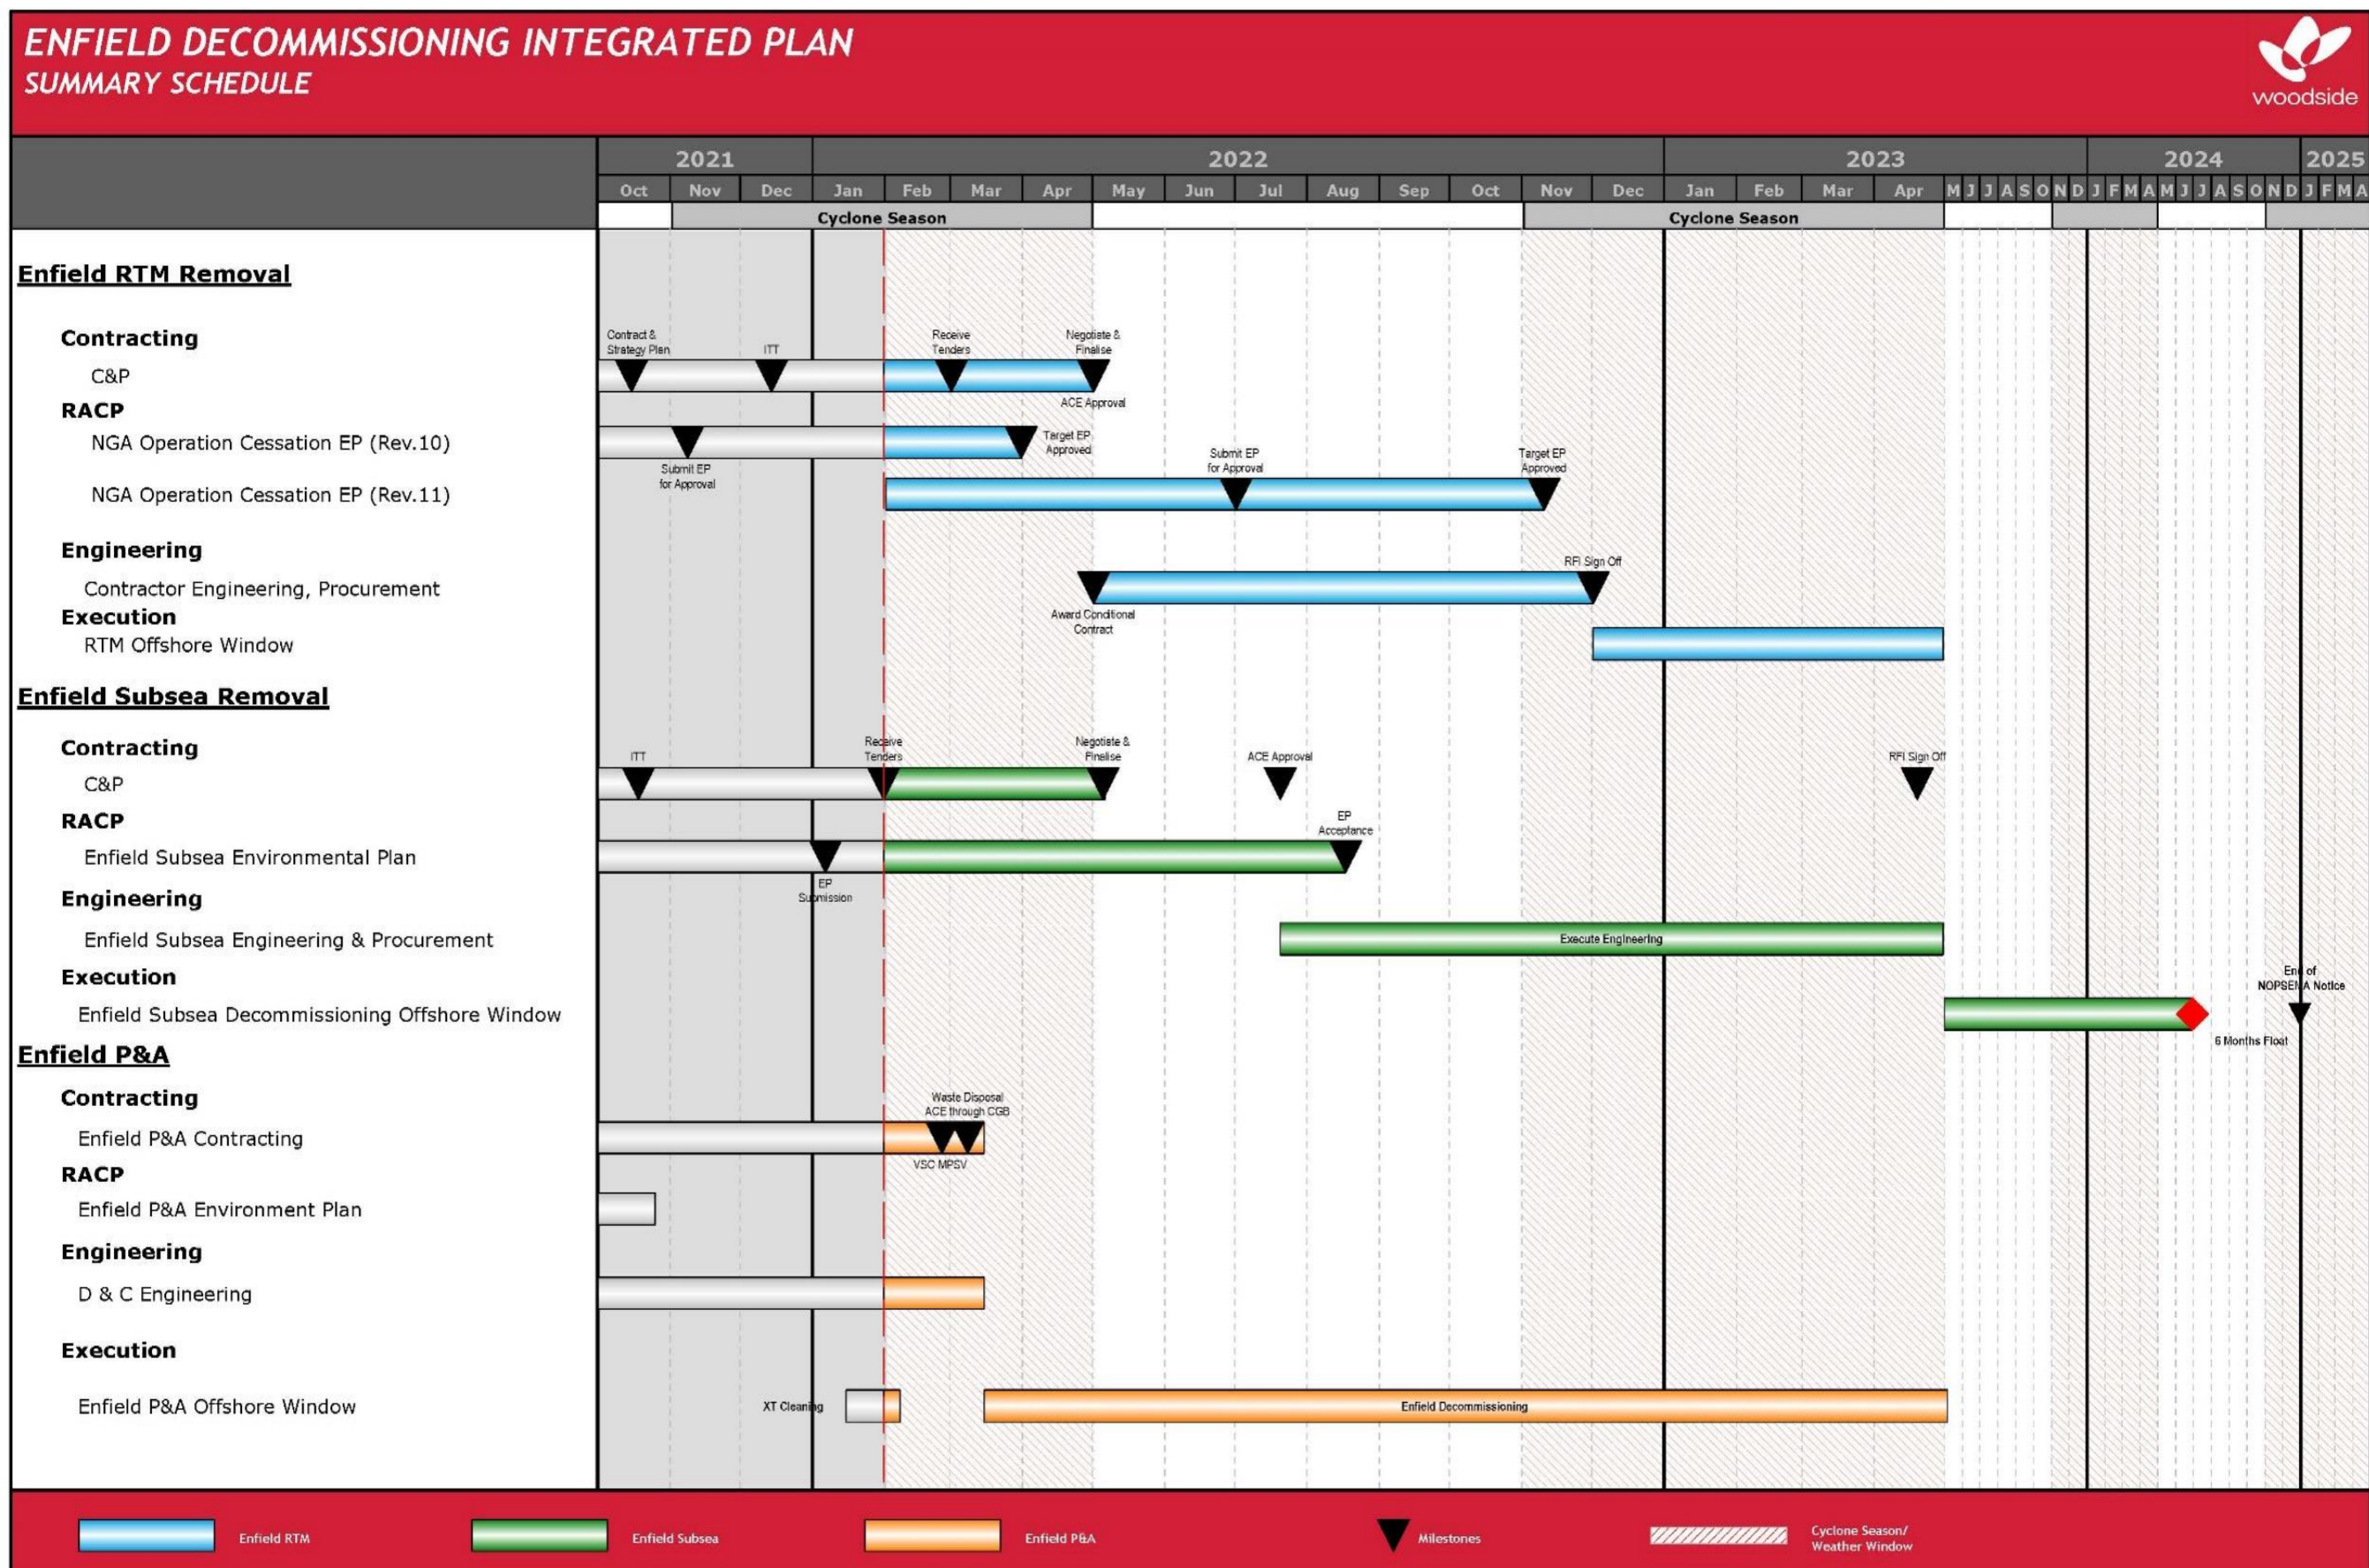 ENFIELD DECOMMISSIONING INTEGRATED PLAN
SUMMARY SCHEDULE
woodside
2021 2022 2023 2024 2025
Oct Nov Dec Jan Feb Mar Apr May Jun Jul Aug Sep Oct Nov Dec Jan Feb Mar Apr M J J A S O N D J F M A M J J A S O N D J F M A
Cyclone Season Cyclone Season
Enfield RTM Removal
Contracting
Contract &
Strategy Plan
ITT
Receive
Tenders
Negotiate &
Finalise
C&P
ACE Approval
RACP
NGA Operation Cessation EP (Rev.10)
Target EP
Approved
Submit EP
for Approval
Submit EP
for Approval
Target EP
Approved
NGA Operation Cessation EP (Rev.11)
Engineering
RFI Sign Off
Contractor Engineering, Procurement
Award Conditional
Contract
Execution
RTM Offshore Window
Enfield Subsea Removal
Contracting
ITT
Receive
Tenders
Negotiate &
Finalise
ACE Approval
RFI Sign Off
C&P
RACP
EP
Acceptance
Enfield Subsea Environmental Plan
EP
Submission
Engineering
Enfield Subsea Engineering & Procurement
Execute Engineering
Execution
End of
NOPSEMA Notice
Enfield Subsea Decommissioning Offshore Window
6 Months Float
Enfield P&A
Contracting
Waste Disposal
ACE through CGB
Enfield P&A Contracting
VSC MPSV
RACP
Enfield P&A Environment Plan
Engineering
D & C Engineering
Execution
Enfield P&A Offshore Window
XT Cleaning
Enfield Decommissioning
Enfield RTM
Enfield Subsea
Enfield P&A
Milestones
Cyclone Season/
Weather Window